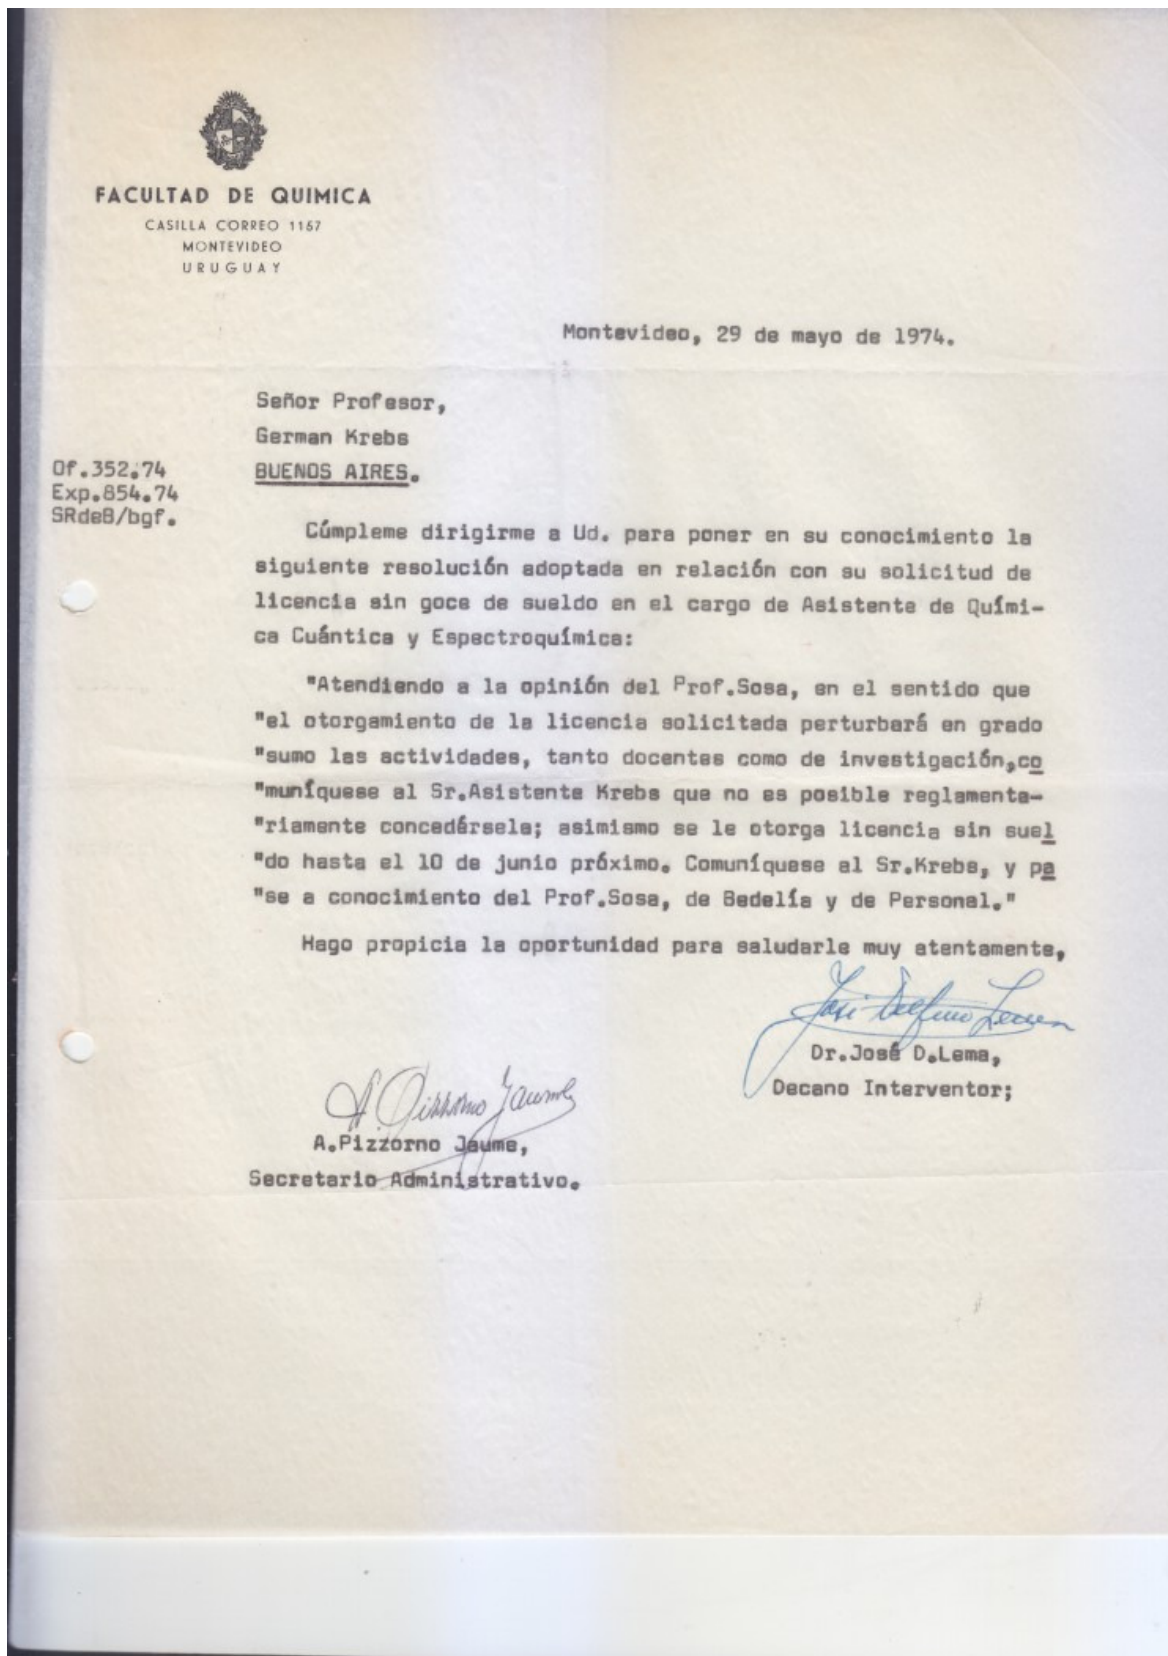 FACULTAD DE QUIMICA
CASILLA CORREO 1157
MONTEVIDEO
URUGUAY
Montevideo, 29 de mayo de 1974.
Señor Profesor,
German Krebs
BUENOS AIRES.
Of.352.74
Exp.854.74
SRdeB/bgf.
Cúmpleme dirigirme a Ud. para poner en su conocimiento la
siguiente resolución adoptada en relación con su solicitud de
licencia sin goce de sueldo en el cargo de Asistente de Quími-
ca Cuántica y Espectroquímica:
"Atendiendo a la opinión del Prof.Sosa, en el sentido que
"el otorgamiento de la licencia solicitada perturbará en grado
"sumo las actividades, tanto docentes como de investigación,co
"muníquese al Sr.Asistente Krebs que no es posible reglamenta-
"riamente concedérsela; asimismo se le otorga licencia sin suel
"do hasta el 10 de junio próximo. Comuníquese al Sr.Krebs, y pa
"se a conocimiento del Prof.Sosa, de Bedelía y de Personal."
Hago propicia la oportunidad para saludarle muy atentamente,
José Delfino Lema
Dr.José D.Lema,
Decano Interventor;
A. Pizzorno Jaume
A.Pizzorno Jaume,
Secretario Administrativo.